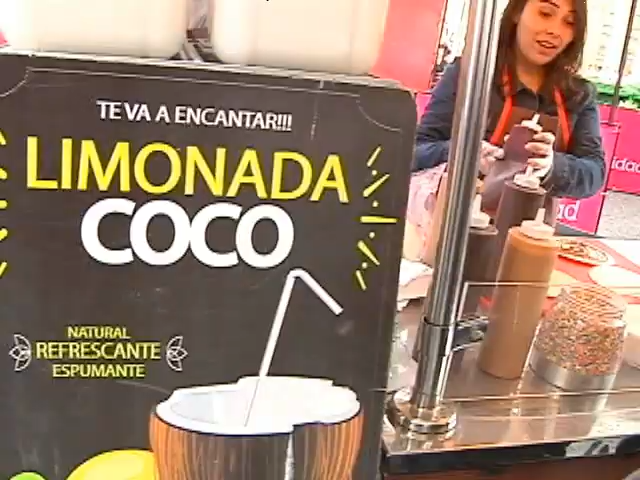 TE VA A ENCANTAR!!!
LIMONADA
COCO
NATURAL
REFRESCANTE
ESPUMANTE